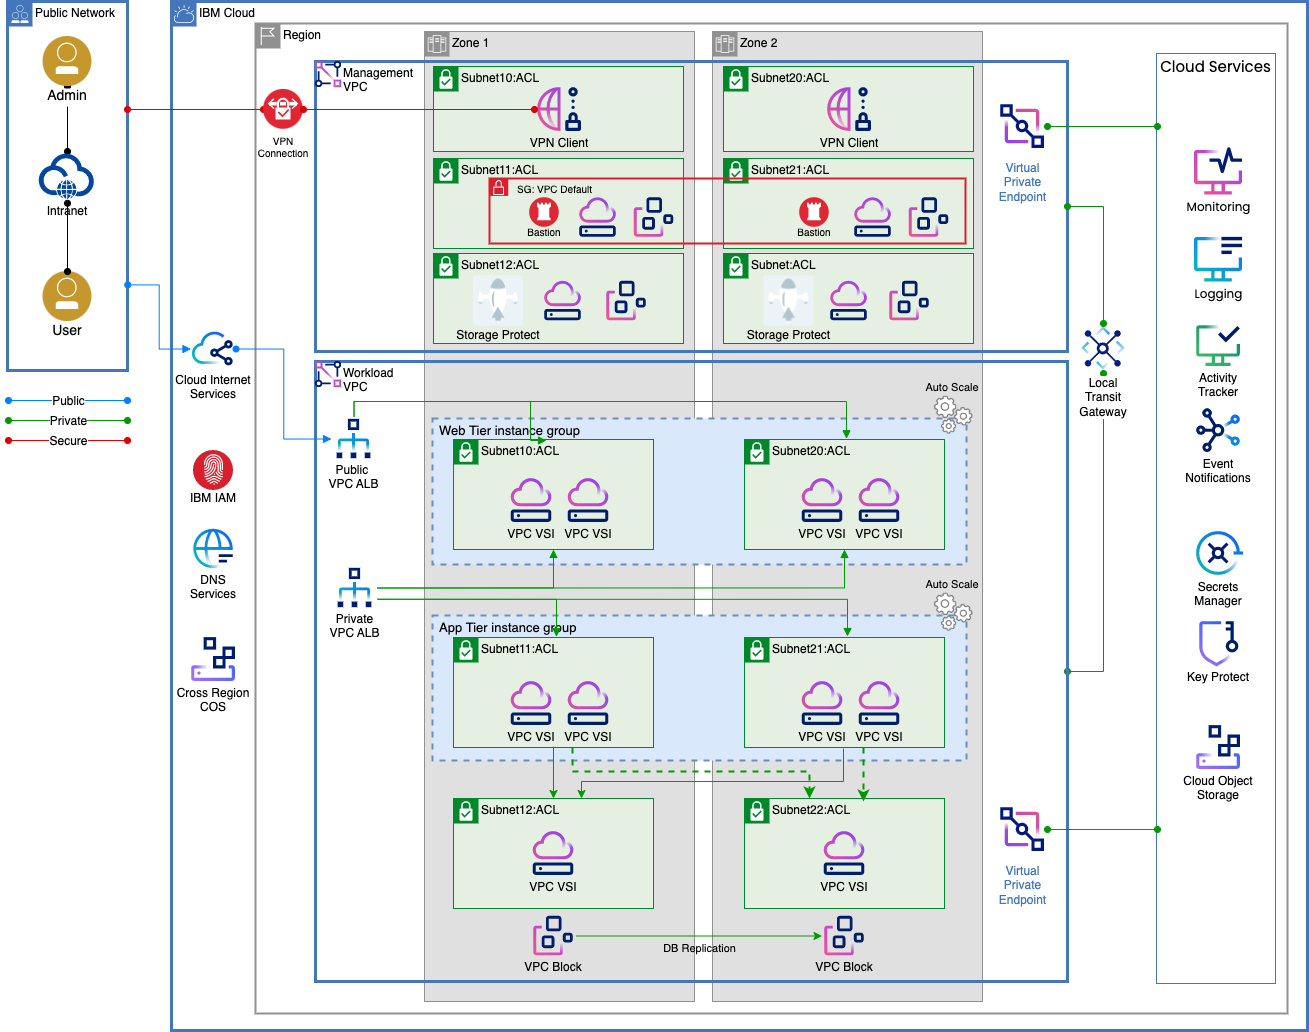 Public Network
Admin
Intranet
User
Public
Private
Secure
IBM Cloud
Region
VPN
Connection
Cloud Internet
Services
IBM IAM
DNS
Services
Cross Region
COS
Zone 1
Zone 2
Management
VPC
Subnet10:ACL
VPN Client
Subnet20:ACL
VPN Client
Subnet11:ACL
SG: VPC Default
Bastion
Subnet21:ACL
Bastion
Subnet12:ACL
Storage Protect
Subnet:ACL
Storage Protect
Virtual
Private
Endpoint
Workload
VPC
Public
VPC ALB
Private
VPC ALB
Auto Scale
Web Tier instance group
Subnet10:ACL
VPC VSI
VPC VSI
Subnet20:ACL
VPC VSI
VPC VSI
Auto Scale
App Tier instance group
Subnet11:ACL
VPC VSI
VPC VSI
Subnet21:ACL
VPC VSI
VPC VSI
Subnet12:ACL
VPC VSI
Subnet22:ACL
VPC VSI
VPC Block
DB Replication
VPC Block
Virtual
Private
Endpoint
Local
Transit
Gateway
Cloud Services
Monitoring
Logging
Activity
Tracker
Event
Notifications
Secrets
Manager
Key Protect
Cloud Object
Storage